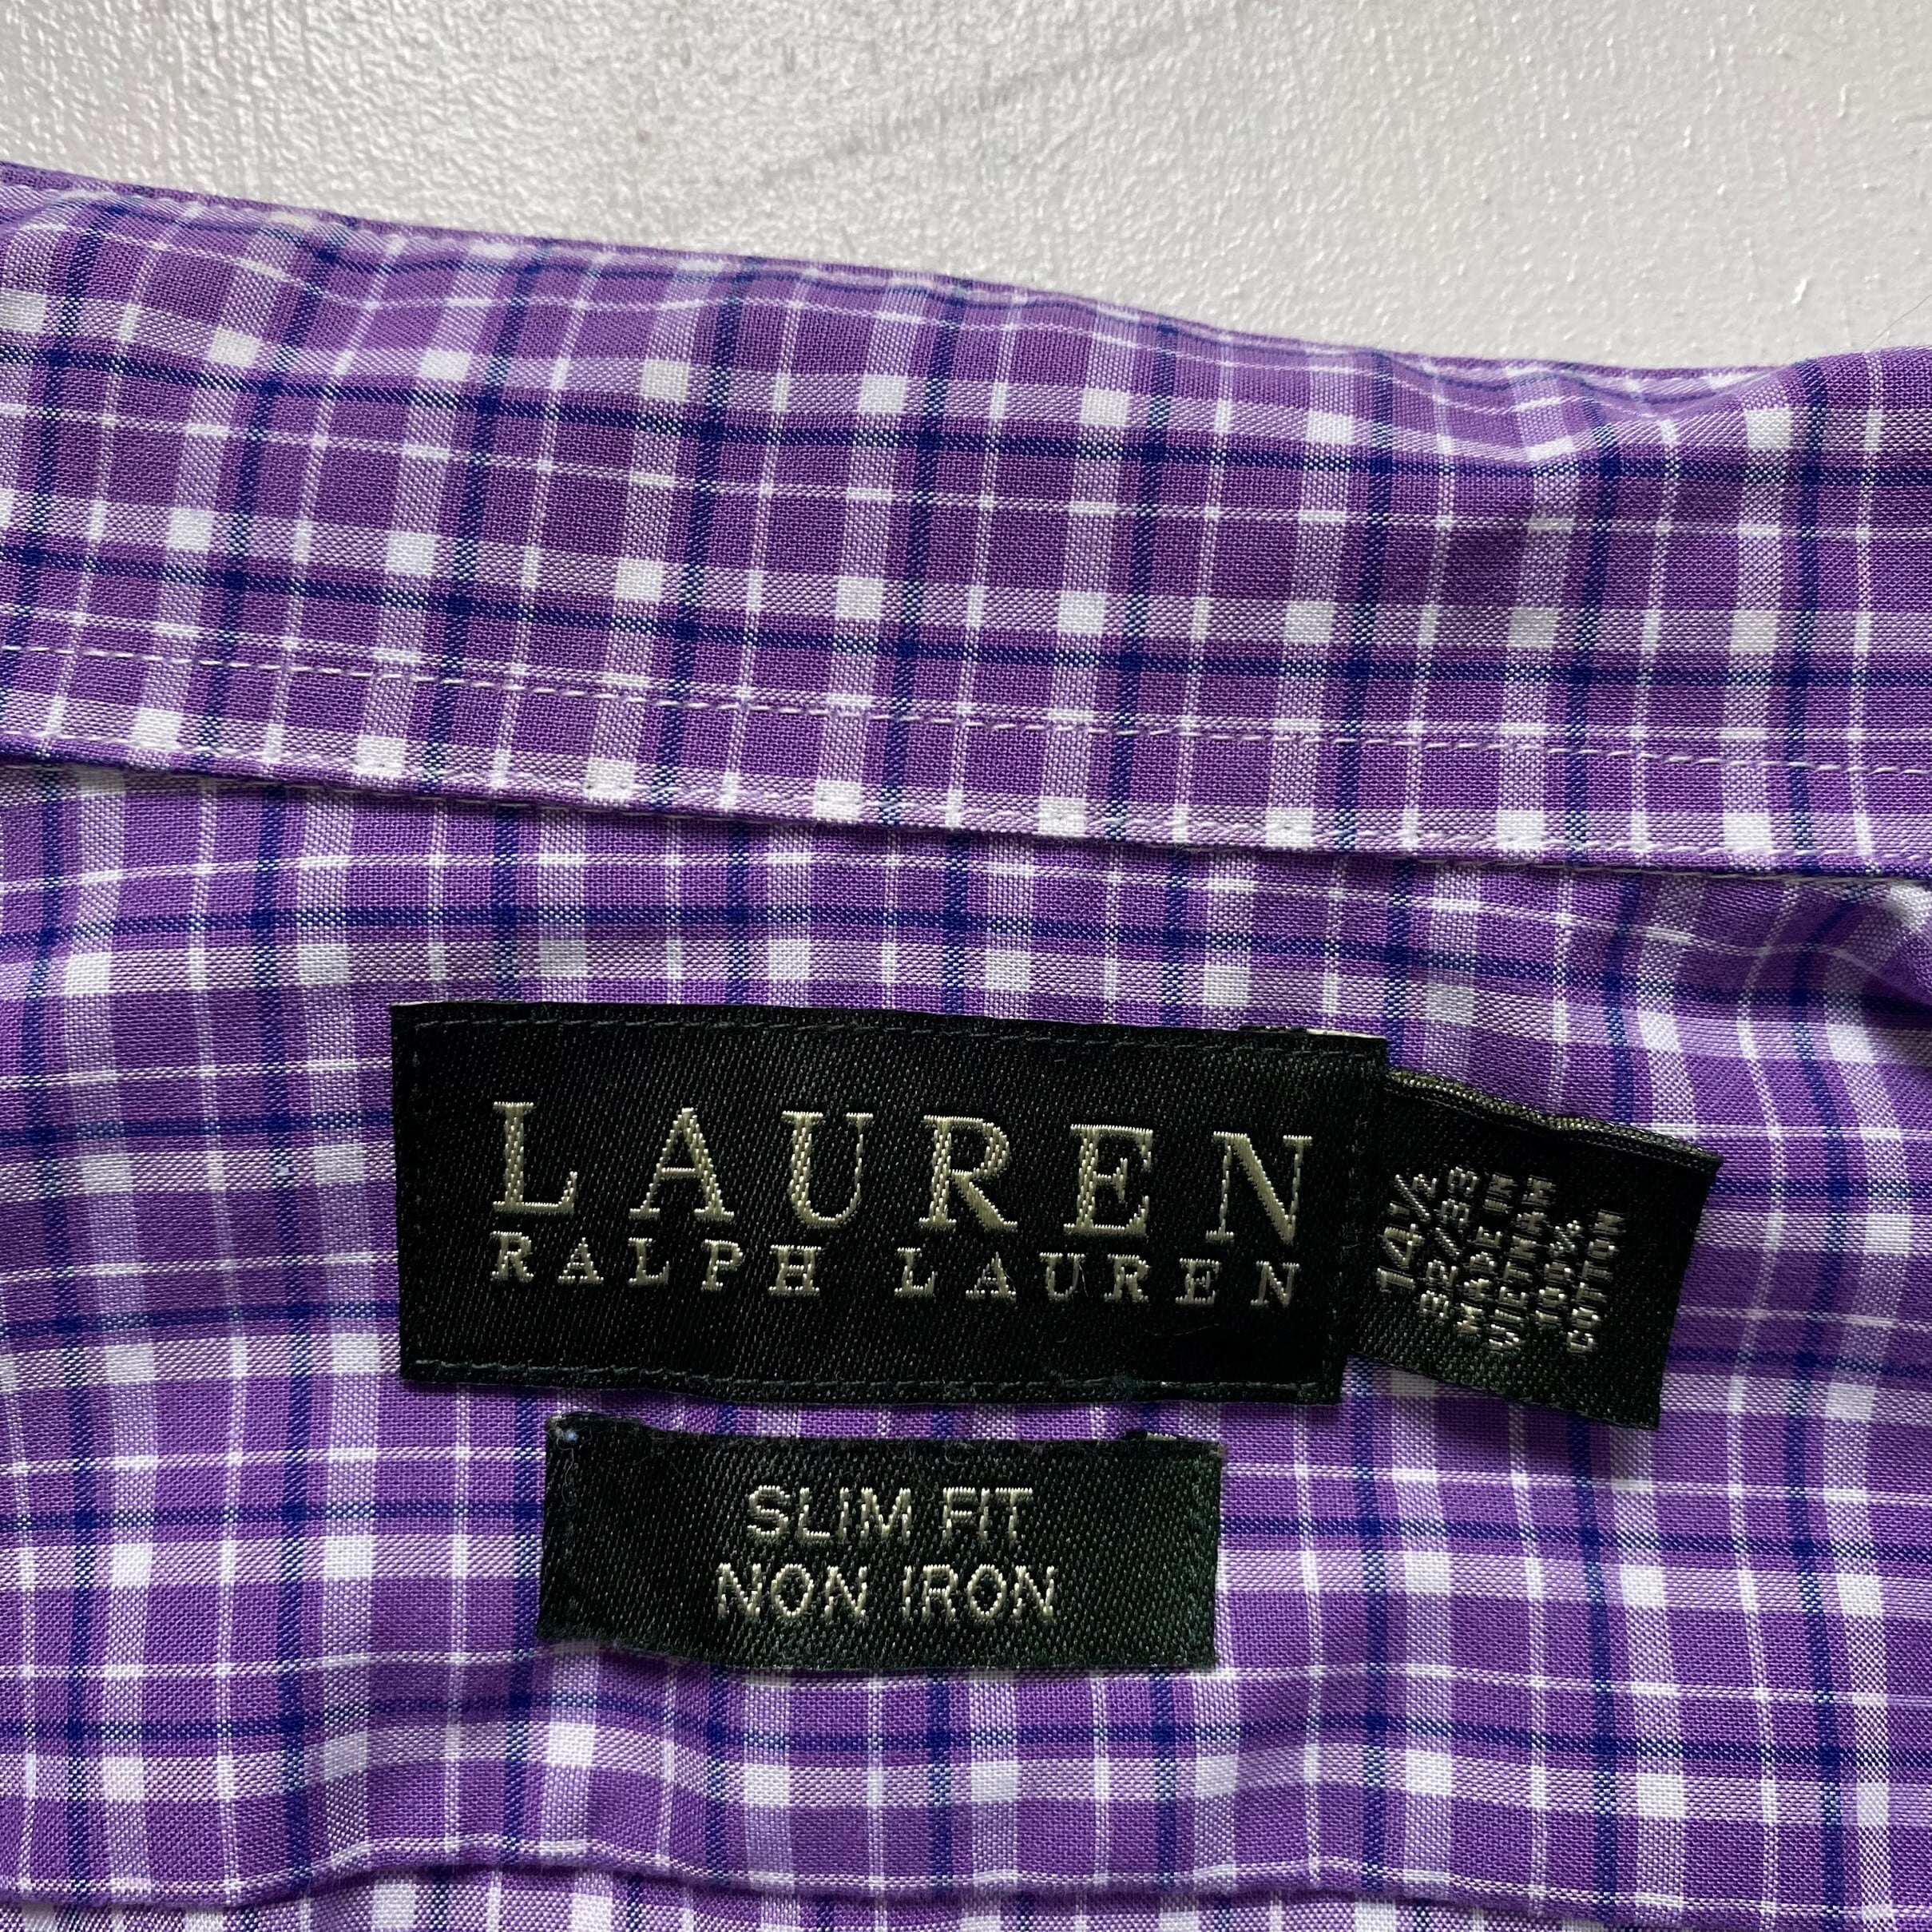 LAUREN
RALPH LAUREN
14½
32/33
MADE IN
VIETNAM
100%
COTTON
SLIM FIT
NON IRON